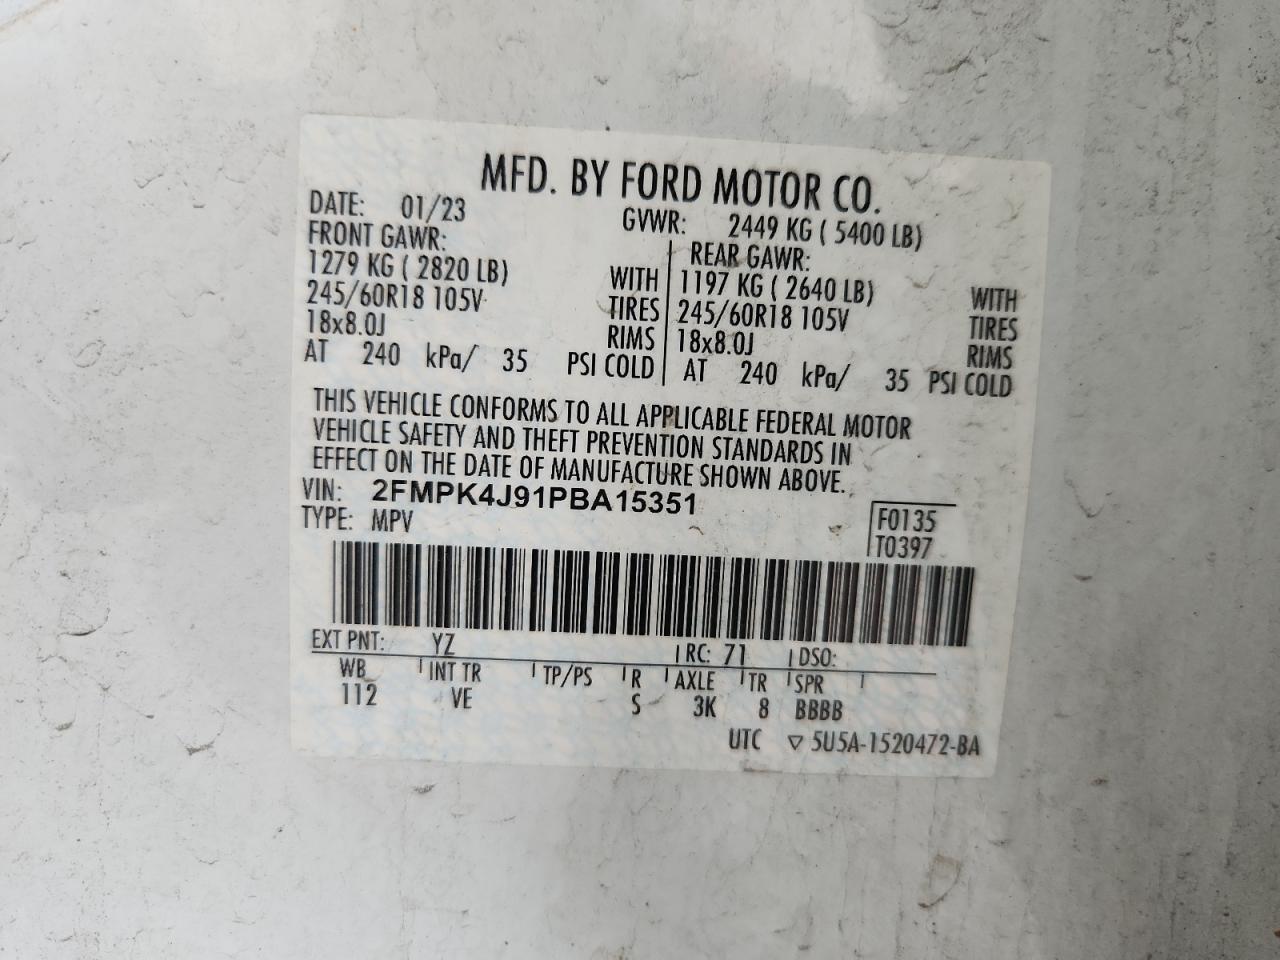 MFD. BY FORD MOTOR CO.
DATE: 01/23 GVWR: 2449 KG ( 5400 LB)
FRONT GAWR: REAR GAWR:
1279 KG ( 2820 LB) WITH 1197 KG ( 2640 LB) WITH
245/60R18 105V TIRES 245/60R18 105V TIRES
18x8.0J RIMS 18x8.0J RIMS
AT 240 kPa/ 35 PSI COLD AT 240 kPa/ 35 PSI COLD
THIS VEHICLE CONFORMS TO ALL APPLICABLE FEDERAL MOTOR
VEHICLE SAFETY AND THEFT PREVENTION STANDARDS IN
EFFECT ON THE DATE OF MANUFACTURE SHOWN ABOVE.
VIN: 2FMPK4J91PBA15351
TYPE: MPV
F0135
T0397
EXT PNT: YZ RC: 71 DSO:
WB INT TR TP/PS R AXLE TR SPR
112 VE S 3K 8 BBBB
UTC ▽ 5U5A-1520472-BA